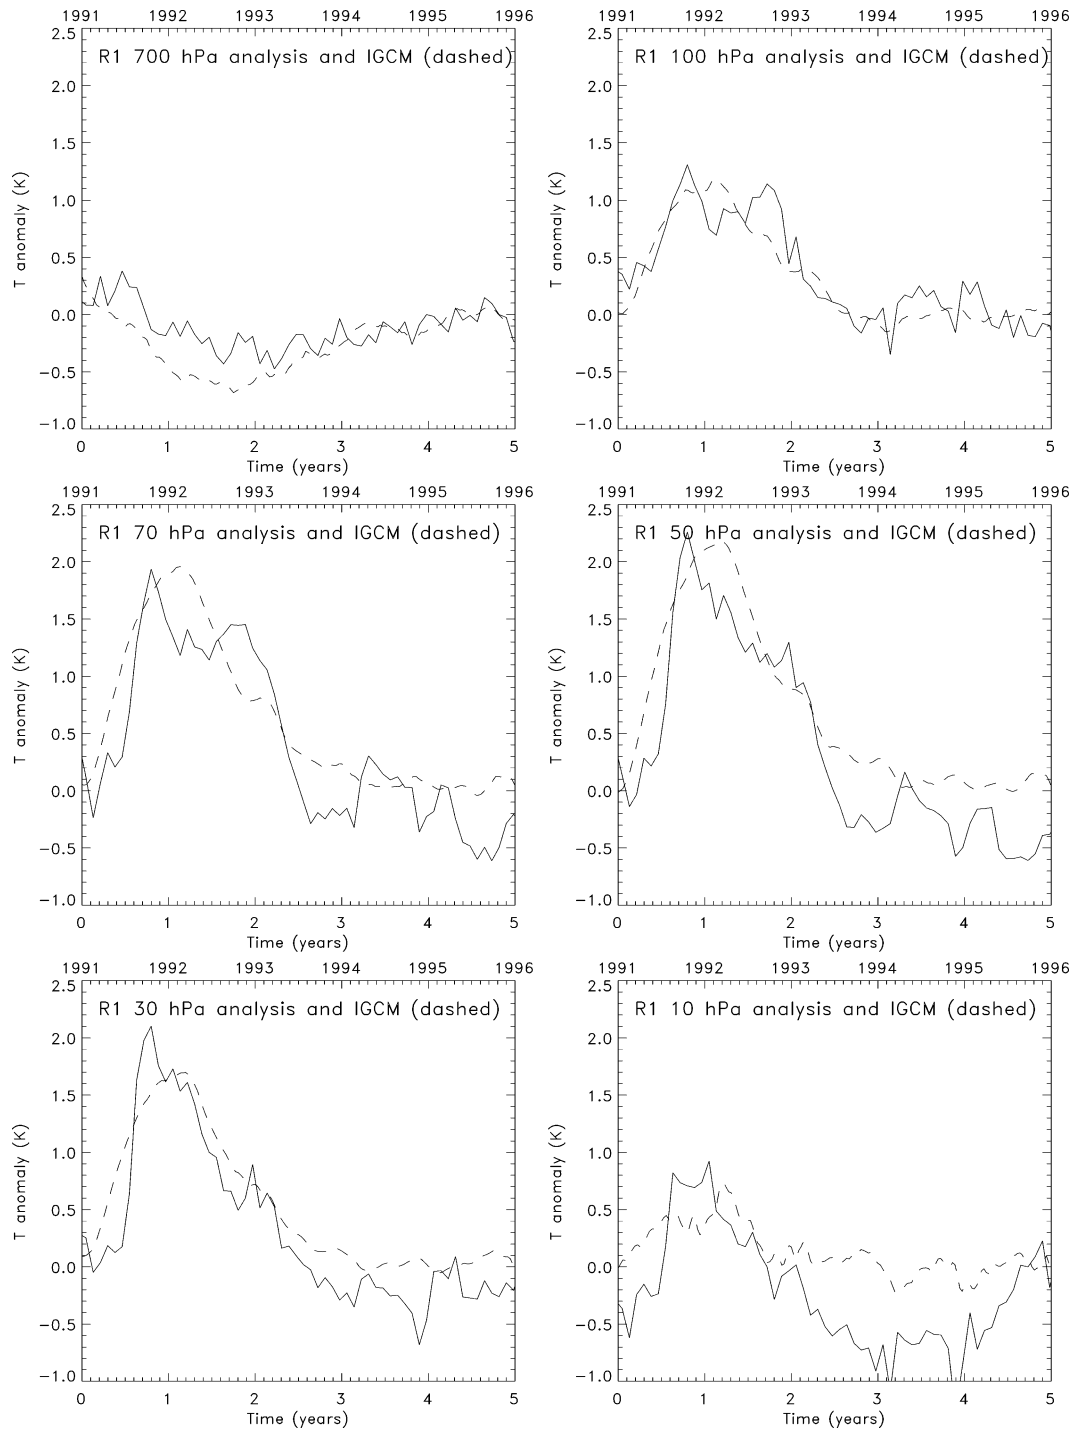 1991 1992 1993 1994 1995 1996
R1 700 hPa analysis and IGCM (dashed)
2.5
2.0
1.5
1.0
0.5
0.0
−0.5
−1.0
T anomaly (K)
0 1 2 3 4 5
Time (years)
1991 1992 1993 1994 1995 1996
R1 100 hPa analysis and IGCM (dashed)
2.5
2.0
1.5
1.0
0.5
0.0
−0.5
−1.0
T anomaly (K)
0 1 2 3 4 5
Time (years)
1991 1992 1993 1994 1995 1996
R1 70 hPa analysis and IGCM (dashed)
2.5
2.0
1.5
1.0
0.5
0.0
−0.5
−1.0
T anomaly (K)
0 1 2 3 4 5
Time (years)
1991 1992 1993 1994 1995 1996
R1 50 hPa analysis and IGCM (dashed)
2.5
2.0
1.5
1.0
0.5
0.0
−0.5
−1.0
T anomaly (K)
0 1 2 3 4 5
Time (years)
1991 1992 1993 1994 1995 1996
R1 30 hPa analysis and IGCM (dashed)
2.5
2.0
1.5
1.0
0.5
0.0
−0.5
−1.0
T anomaly (K)
0 1 2 3 4 5
Time (years)
1991 1992 1993 1994 1995 1996
R1 10 hPa analysis and IGCM (dashed)
2.5
2.0
1.5
1.0
0.5
0.0
−0.5
−1.0
T anomaly (K)
0 1 2 3 4 5
Time (years)